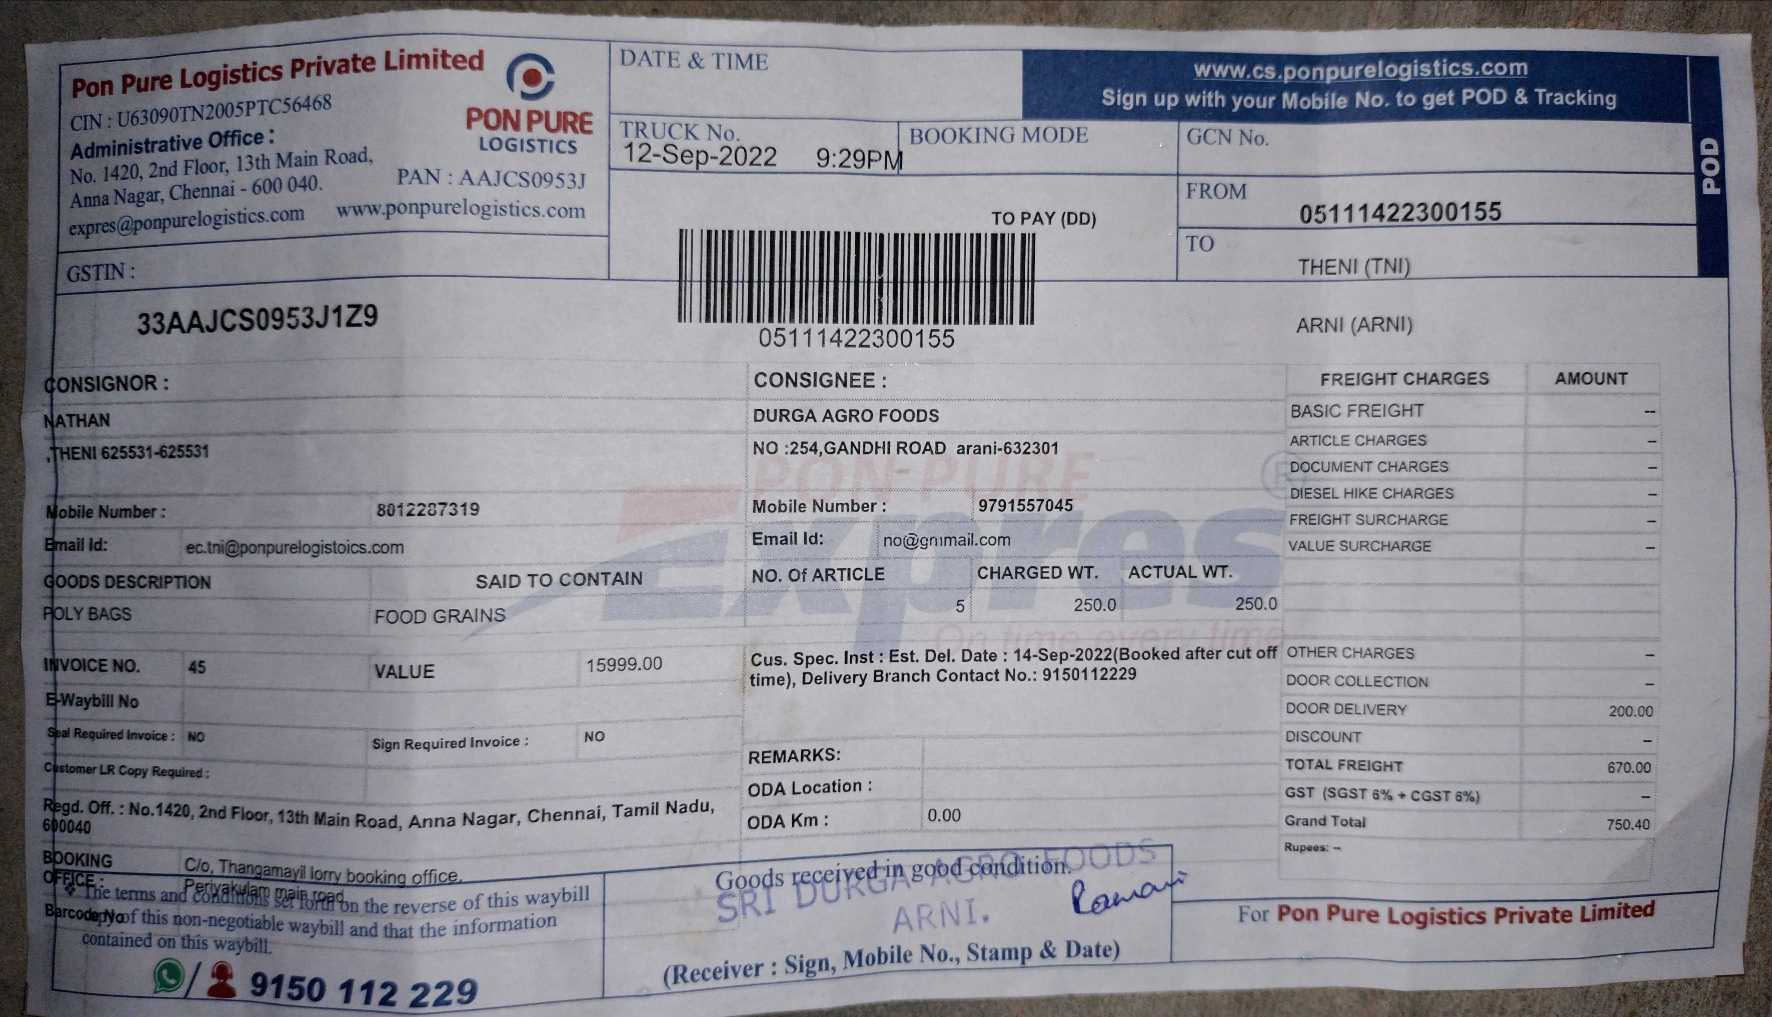 Pon Pure Logistics Private Limited
CIN : U63090TN2005PTC56468
Administrative Office :
No. 1420, 2nd Floor, 13th Main Road,
Anna Nagar, Chennai - 600 040.
expres@ponpurelogistics.com www.ponpurelogistics.com
PON PURE
LOGISTICS
PAN : AAJCS0953J
GSTIN :
33AAJCS0953J1Z9
DATE & TIME
TRUCK No.
12-Sep-2022 9:29PM
BOOKING MODE
TO PAY (DD)
05111422300155
www.cs.ponpurelogistics.com
Sign up with your Mobile No. to get POD & Tracking
POD
GCN No.
FROM
05111422300155
TO
THENI (TNI)
ARNI (ARNI)
CONSIGNOR :
NATHAN
,THENI 625531-625531
Mobile Number : 8012287319
Email Id: ec.tni@ponpurelogistoics.com
GOODS DESCRIPTION SAID TO CONTAIN
POLY BAGS FOOD GRAINS
INVOICE NO. 45 VALUE 15999.00
E-Waybill No
Seal Required Invoice : NO Sign Required Invoice : NO
Customer LR Copy Required :
Regd. Off. : No.1420, 2nd Floor, 13th Main Road, Anna Nagar, Chennai, Tamil Nadu,
600040
BOOKING OFFICE : C/o, Thangamayil lorry booking office,
Periyakulam main road
Barcode No
CONSIGNEE :
DURGA AGRO FOODS
NO :254,GANDHI ROAD arani-632301
Mobile Number : 9791557045
Email Id: no@gmmail.com
NO. Of ARTICLE CHARGED WT. ACTUAL WT.
5 250.0 250.0
Cus. Spec. Inst : Est. Del. Date : 14-Sep-2022(Booked after cut off
time), Delivery Branch Contact No.: 9150112229
REMARKS:
ODA Location :
ODA Km : 0.00
PON PURE
Expres
®
On time every time
FREIGHT CHARGES AMOUNT
BASIC FREIGHT --
ARTICLE CHARGES --
DOCUMENT CHARGES --
DIESEL HIKE CHARGES --
FREIGHT SURCHARGE --
VALUE SURCHARGE --
OTHER CHARGES --
DOOR COLLECTION --
DOOR DELIVERY 200.00
DISCOUNT --
TOTAL FREIGHT 670.00
GST (SGST 6% + CGST 6%) --
Grand Total 750.40
Rupees: --
The terms and conditions set forth on the reverse of this waybill
copy of this non-negotiable waybill and that the information
contained on this waybill.
9150 112 229
Goods received in good condition.
SRI DURGA AGRO FOODS
ARNI.
Ramani
(Receiver : Sign, Mobile No., Stamp & Date)
For Pon Pure Logistics Private Limited